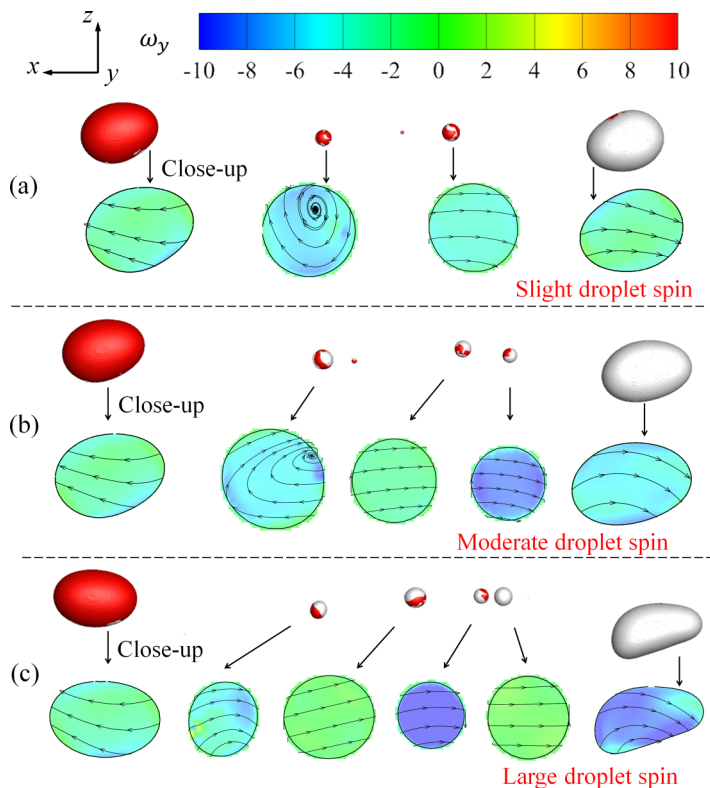 z
x
y
ω_y
-10 -8 -6 -4 -2 0 2 4 6 8 10
Close-up
(a)
Slight droplet spin
Close-up
(b)
Moderate droplet spin
Close-up
(c)
Large droplet spin